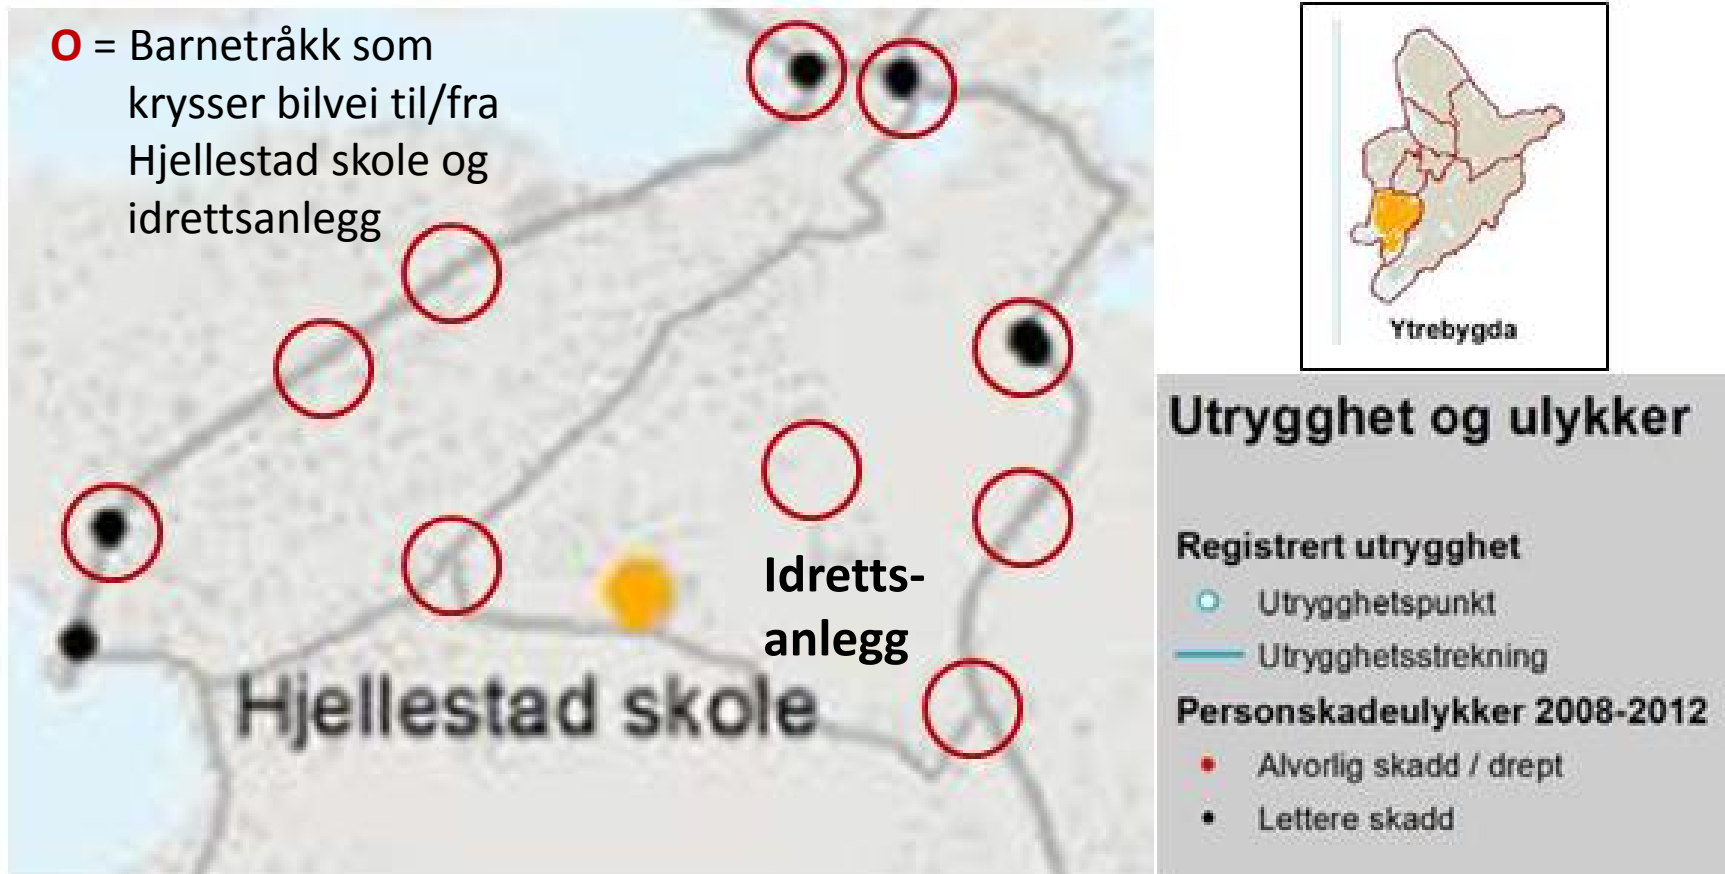 O = Barnetråkk som
krysser bilvei til/fra
Hjellestad skole og
idrettsanlegg
Idretts-
anlegg
Hjellestad skole
Ytrebygda
Utrygghet og ulykker
Registrert utrygghet
Utrygghetspunkt
Utrygghetsstrekning
Personskadeulykker 2008-2012
Alvorlig skadd / drept
Lettere skadd